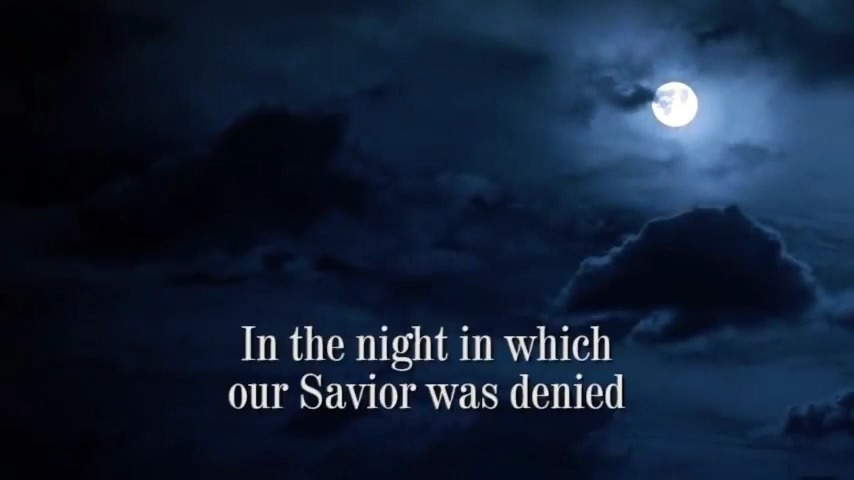 In the night in which
our Savior was denied